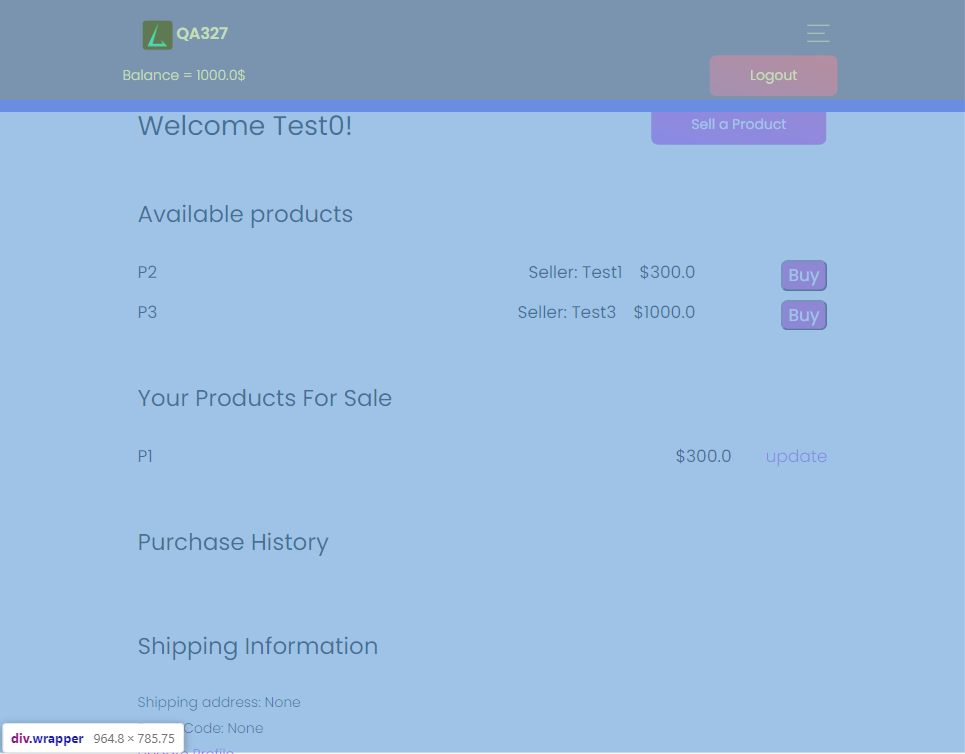 QA327
Balance = 1000.0$
Logout
Welcome Test0!
Sell a Product
Available products
P2 Seller: Test1 $300.0 Buy
P3 Seller: Test3 $1000.0 Buy
Your Products For Sale
P1 $300.0 update
Purchase History
Shipping Information
Shipping address: None
Code: None
Update Profile
div.wrapper 964.8 × 785.75